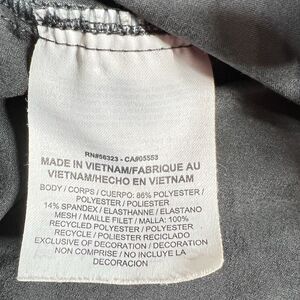 RN#56323 - CA#05553
MADE IN VIETNAM/FABRIQUE AU
VIETNAM/HECHO EN VIETNAM
BODY / CORPS / CUERPO: 86% POLYESTER /
POLYESTER / POLIESTER
14% SPANDEX / ELASTHANNE / ELASTANO
MESH / MAILLE FILET / MALLA: 100%
RECYCLED POLYESTER / POLYESTER
RECYCLE / POLIESTER RECICLADO
EXCLUSIVE OF DECORATION / DECORATION
NON COMPRISE / NO INCLUYE LA
DECORACION